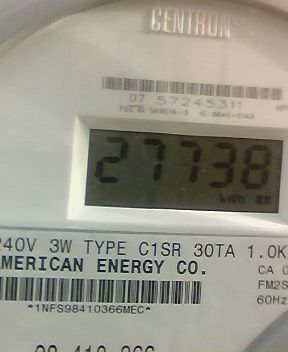 CENTRON
07 57245311
27738
kWh
240V 3W TYPE C1SR 30TA 1.0K
AMERICAN ENERGY CO.
CA 0
FM2S
60Hz
*1NFS98410366MEC*